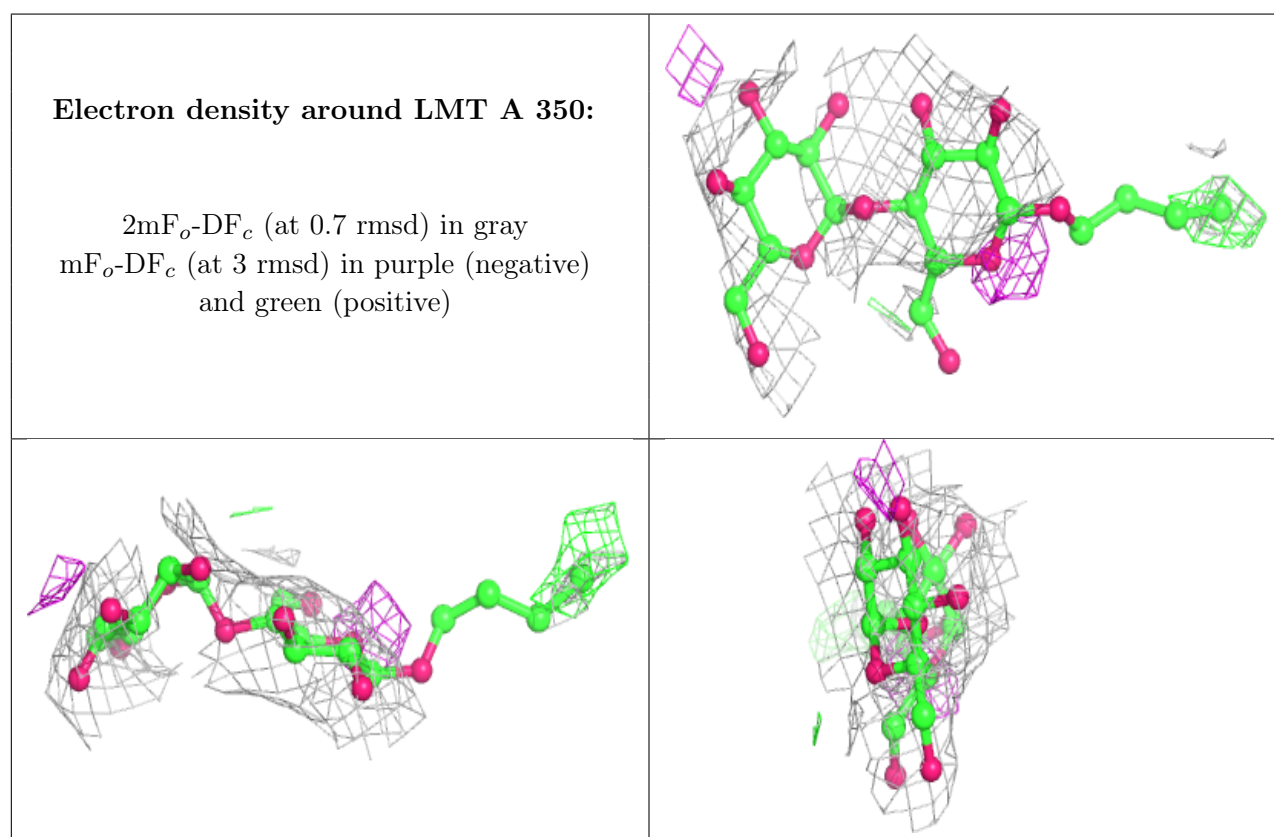 Electron density around LMT A 350:
2mFₒ-DF𝒸 (at 0.7 rmsd) in gray
mFₒ-DF𝒸 (at 3 rmsd) in purple (negative)
and green (positive)